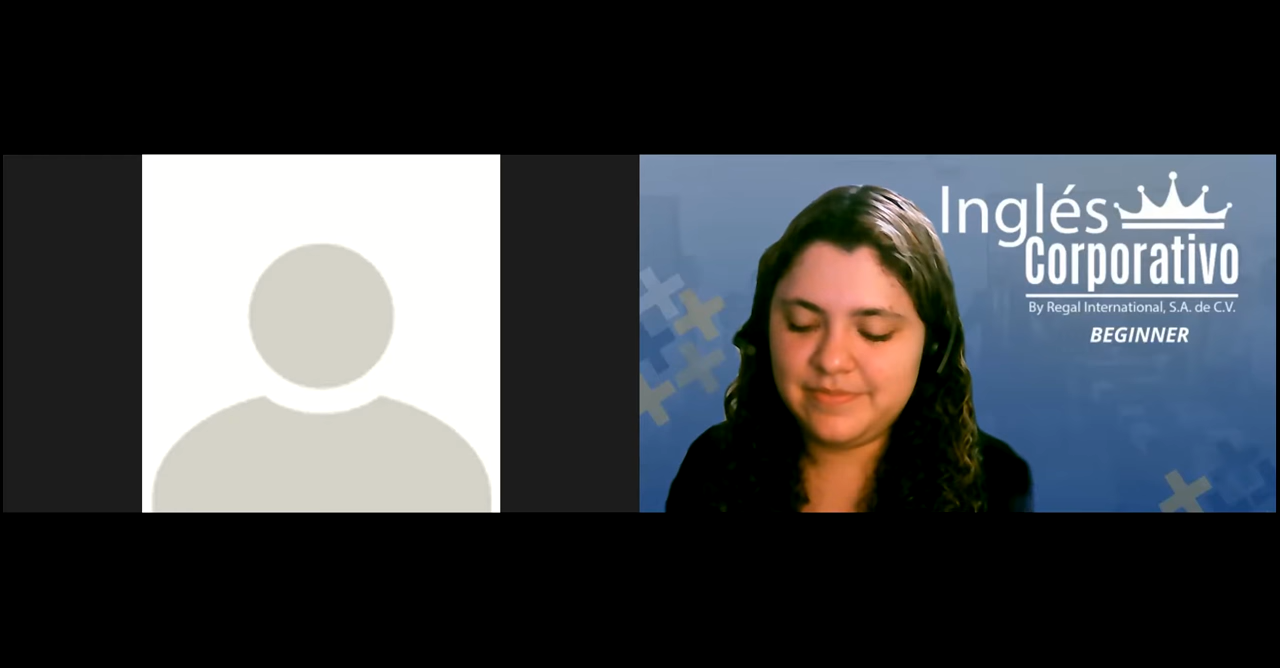 Inglés
Corporativo
By Regal International, S.A. de C.V.
BEGINNER